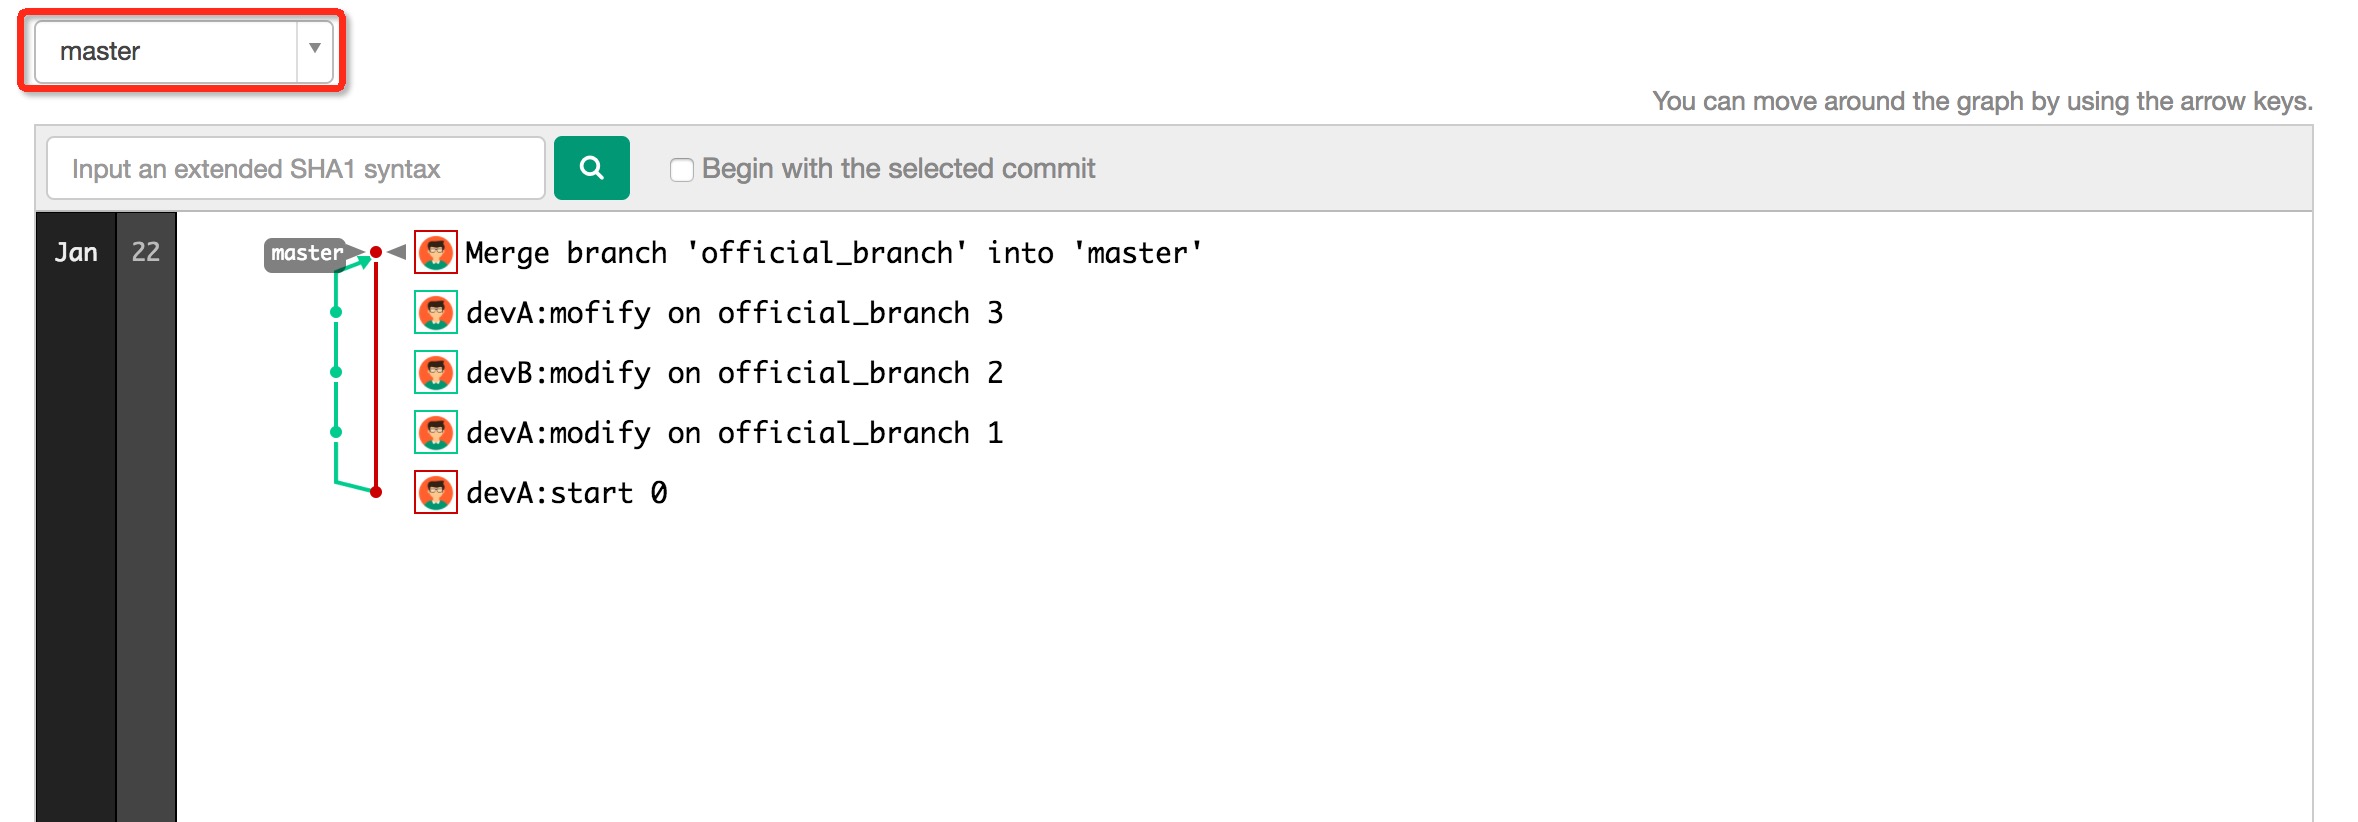 master
You can move around the graph by using the arrow keys.
Input an extended SHA1 syntax
Begin with the selected commit
Jan 22 master Merge branch 'official_branch' into 'master'
devA:mofify on official_branch 3
devB:modify on official_branch 2
devA:modify on official_branch 1
devA:start 0